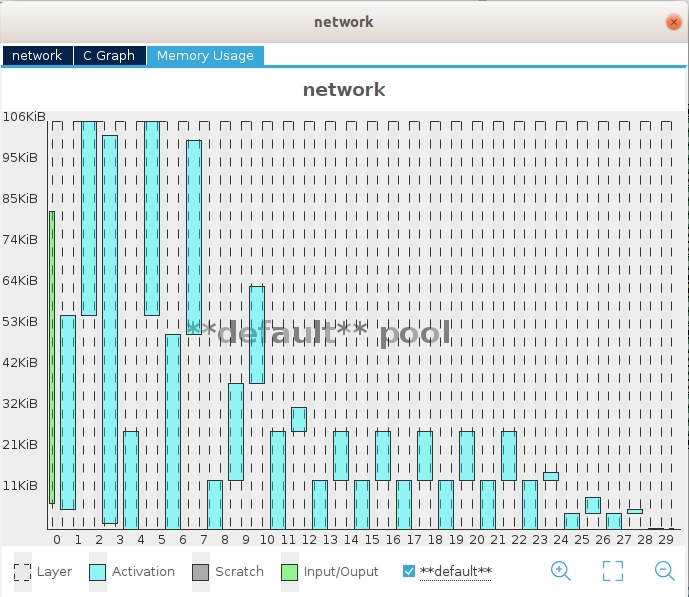 network
network C Graph Memory Usage
network
106KiB
95KiB
85KiB
74KiB
64KiB
53KiB
**default** pool
42KiB
32KiB
21KiB
11KiB
0 1 2 3 4 5 6 7 8 9 10 11 12 13 14 15 16 17 18 19 20 21 22 23 24 25 26 27 28 29
Layer Activation Scratch Input/Ouput **default**